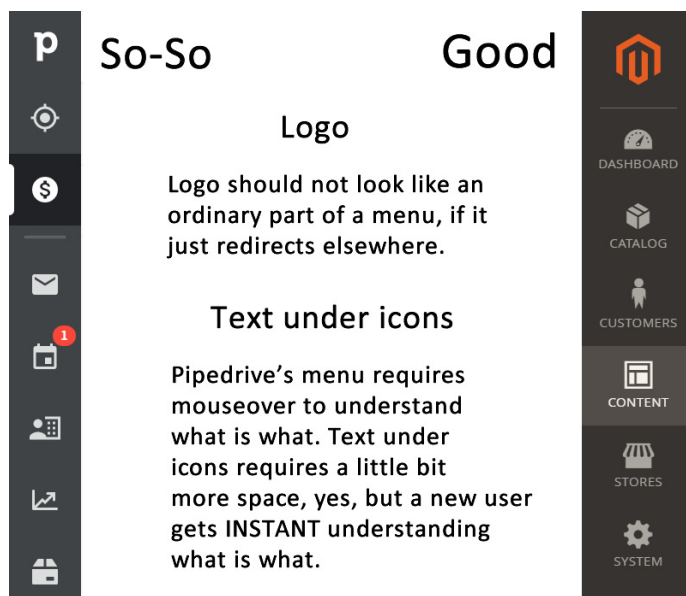 p
So-So
Good
Logo
Logo should not look like an
ordinary part of a menu, if it
just redirects elsewhere.
Text under icons
Pipedrive’s menu requires
mouseover to understand
what is what. Text under
icons requires a little bit
more space, yes, but a new user
gets INSTANT understanding
what is what.
$
1
DASHBOARD
CATALOG
CUSTOMERS
CONTENT
STORES
SYSTEM